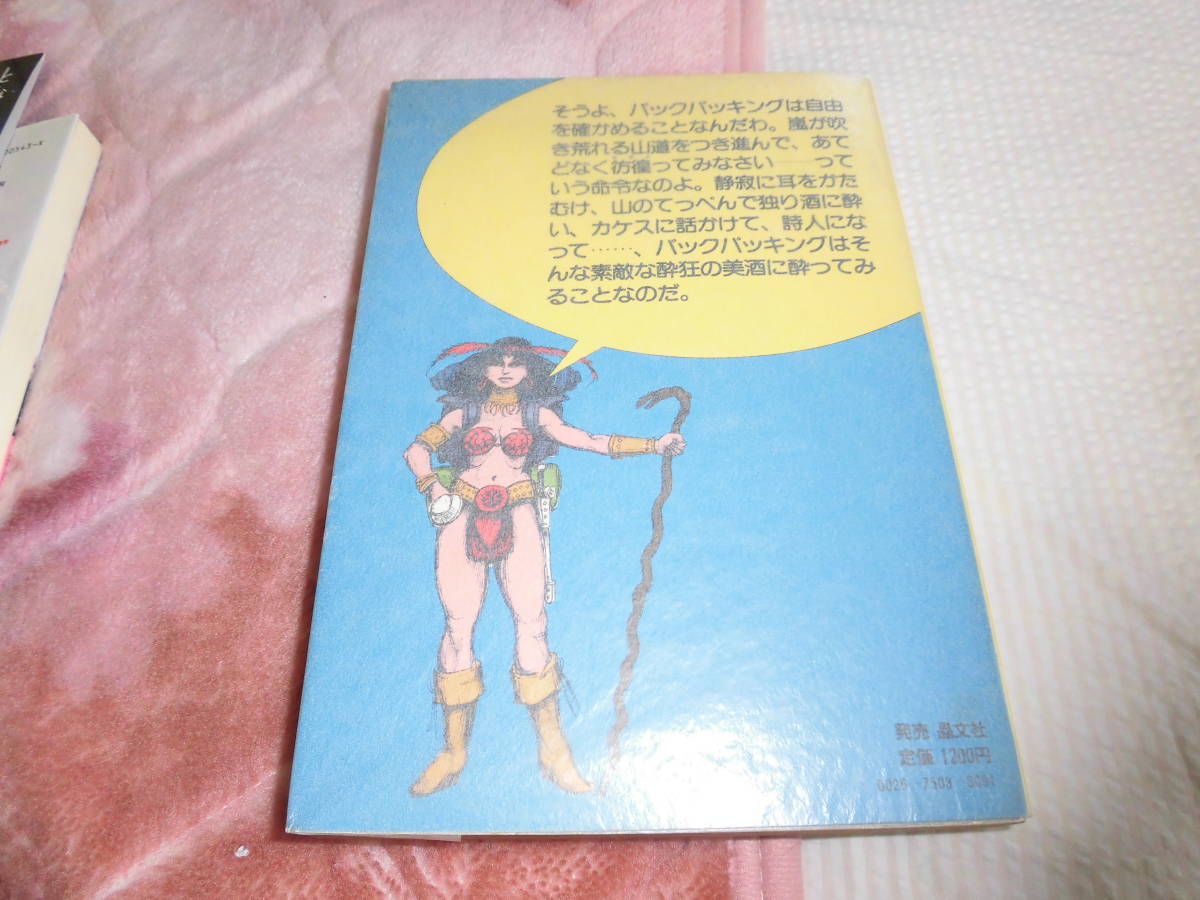 そうよ、バックパッキングは自由
を確かめることなんだわ。嵐が吹
き荒れる山道をつき進んで、あて
どなく彷徨ってみなさい――って
いう命令なのよ。静寂に耳をかた
むけ、山のてっぺんで独り酒に酔
い、カケスに話かけて、詩人にな
って……、バックパッキングはそ
んな素敵な酔狂の美酒に酔ってみ
ることなのだ。
発売 晶文社
定価 1200円
0026-7503-3091